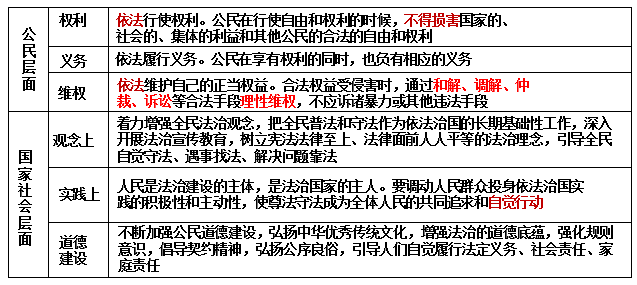 公民层面
权利
依法行使权利。公民在行使自由和权利的时候，不得损害国家的、
社会的、集体的利益和其他公民的合法的自由和权利
义务
依法履行义务。公民在享有权利的同时，也负有相应的义务
维权
依法维护自己的正当权益。合法权益受侵害时，通过和解、调解、仲
裁、诉讼等合法手段理性维权，不应诉诸暴力或其他违法手段
国家社会层面
观念上
着力增强全民法治观念，把全民普法和守法作为依法治国的长期基础性工作，深入
开展法治宣传教育，树立宪法法律至上、法律面前人人平等的法治理念，引导全民
自觉守法、遇事找法、解决问题靠法
实践上
人民是法治建设的主体，是法治国家的主人。要调动人民群众投身依法治国实
践的积极性和主动性，使尊法守法成为全体人民的共同追求和自觉行动
道德
建设
不断加强公民道德建设，弘扬中华优秀传统文化，增强法治的道德底蕴，强化规则
意识，倡导契约精神，弘扬公序良俗，引导人们自觉履行法定义务、社会责任、家
庭责任